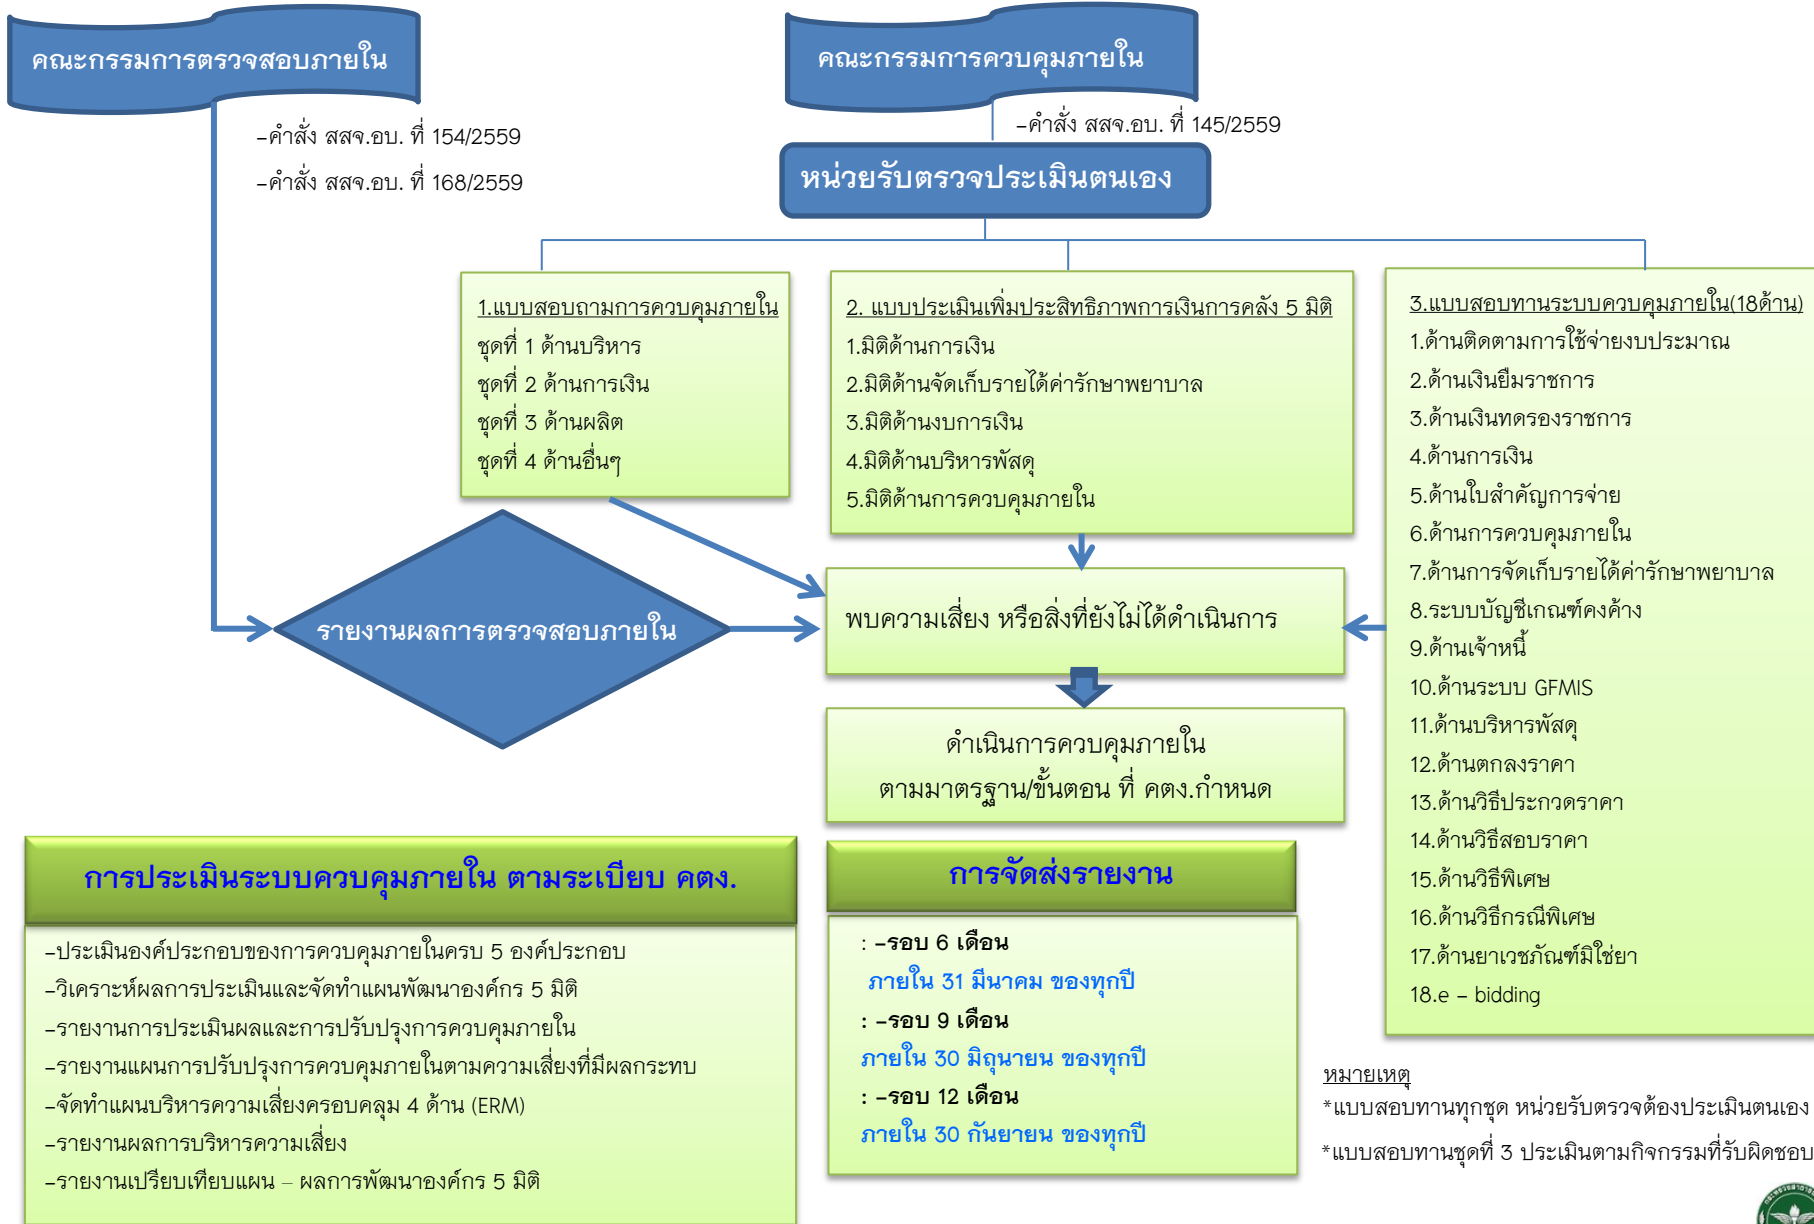 คณะกรรมการตรวจสอบภายใน
-คำสั่ง สสจ.อบ. ที่ 154/2559
-คำสั่ง สสจ.อบ. ที่ 168/2559
คณะกรรมการควบคุมภายใน
-คำสั่ง สสจ.อบ. ที่ 145/2559
หน่วยรับตรวจประเมินตนเอง
1.แบบสอบถามการควบคุมภายใน
ชุดที่ 1 ด้านบริหาร
ชุดที่ 2 ด้านการเงิน
ชุดที่ 3 ด้านผลิต
ชุดที่ 4 ด้านอื่นๆ
2. แบบประเมินเพิ่มประสิทธิภาพการเงินการคลัง 5 มิติ
1.มิติด้านการเงิน
2.มิติด้านจัดเก็บรายได้ค่ารักษาพยาบาล
3.มิติด้านงบการเงิน
4.มิติด้านบริหารพัสดุ
5.มิติด้านการควบคุมภายใน
3.แบบสอบทานระบบควบคุมภายใน(18ด้าน)
1.ด้านติดตามการใช้จ่ายงบประมาณ
2.ด้านเงินยืมราชการ
3.ด้านเงินทดรองราชการ
4.ด้านการเงิน
5.ด้านใบสำคัญการจ่าย
6.ด้านการควบคุมภายใน
7.ด้านการจัดเก็บรายได้ค่ารักษาพยาบาล
8.ระบบบัญชีเกณฑ์คงค้าง
9.ด้านเจ้าหนี้
10.ด้านระบบ GFMIS
11.ด้านบริหารพัสดุ
12.ด้านตกลงราคา
13.ด้านวิธีประกวดราคา
14.ด้านวิธีสอบราคา
15.ด้านวิธีพิเศษ
16.ด้านวิธีกรณีพิเศษ
17.ด้านยาเวชภัณฑ์มิใช่ยา
18.e – bidding
รายงานผลการตรวจสอบภายใน
พบความเสี่ยง หรือสิ่งที่ยังไม่ได้ดำเนินการ
ดำเนินการควบคุมภายใน
ตามมาตรฐาน/ขั้นตอน ที่ คตง.กำหนด
การประเมินระบบควบคุมภายใน ตามระเบียบ คตง.
-ประเมินองค์ประกอบของการควบคุมภายในครบ 5 องค์ประกอบ
-วิเคราะห์ผลการประเมินและจัดทำแผนพัฒนาองค์กร 5 มิติ
-รายงานการประเมินผลและการปรับปรุงการควบคุมภายใน
-รายงานแผนการปรับปรุงการควบคุมภายในตามความเสี่ยงที่มีผลกระทบ
-จัดทำแผนบริหารความเสี่ยงครอบคลุม 4 ด้าน (ERM)
-รายงานผลการบริหารความเสี่ยง
-รายงานเปรียบเทียบแผน – ผลการพัฒนาองค์กร 5 มิติ
การจัดส่งรายงาน
: -รอบ 6 เดือน
ภายใน 31 มีนาคม ของทุกปี
: -รอบ 9 เดือน
ภายใน 30 มิถุนายน ของทุกปี
: -รอบ 12 เดือน
ภายใน 30 กันยายน ของทุกปี
หมายเหตุ
*แบบสอบทานทุกชุด หน่วยรับตรวจต้องประเมินตนเอง
*แบบสอบทานชุดที่ 3 ประเมินตามกิจกรรมที่รับผิดชอบ